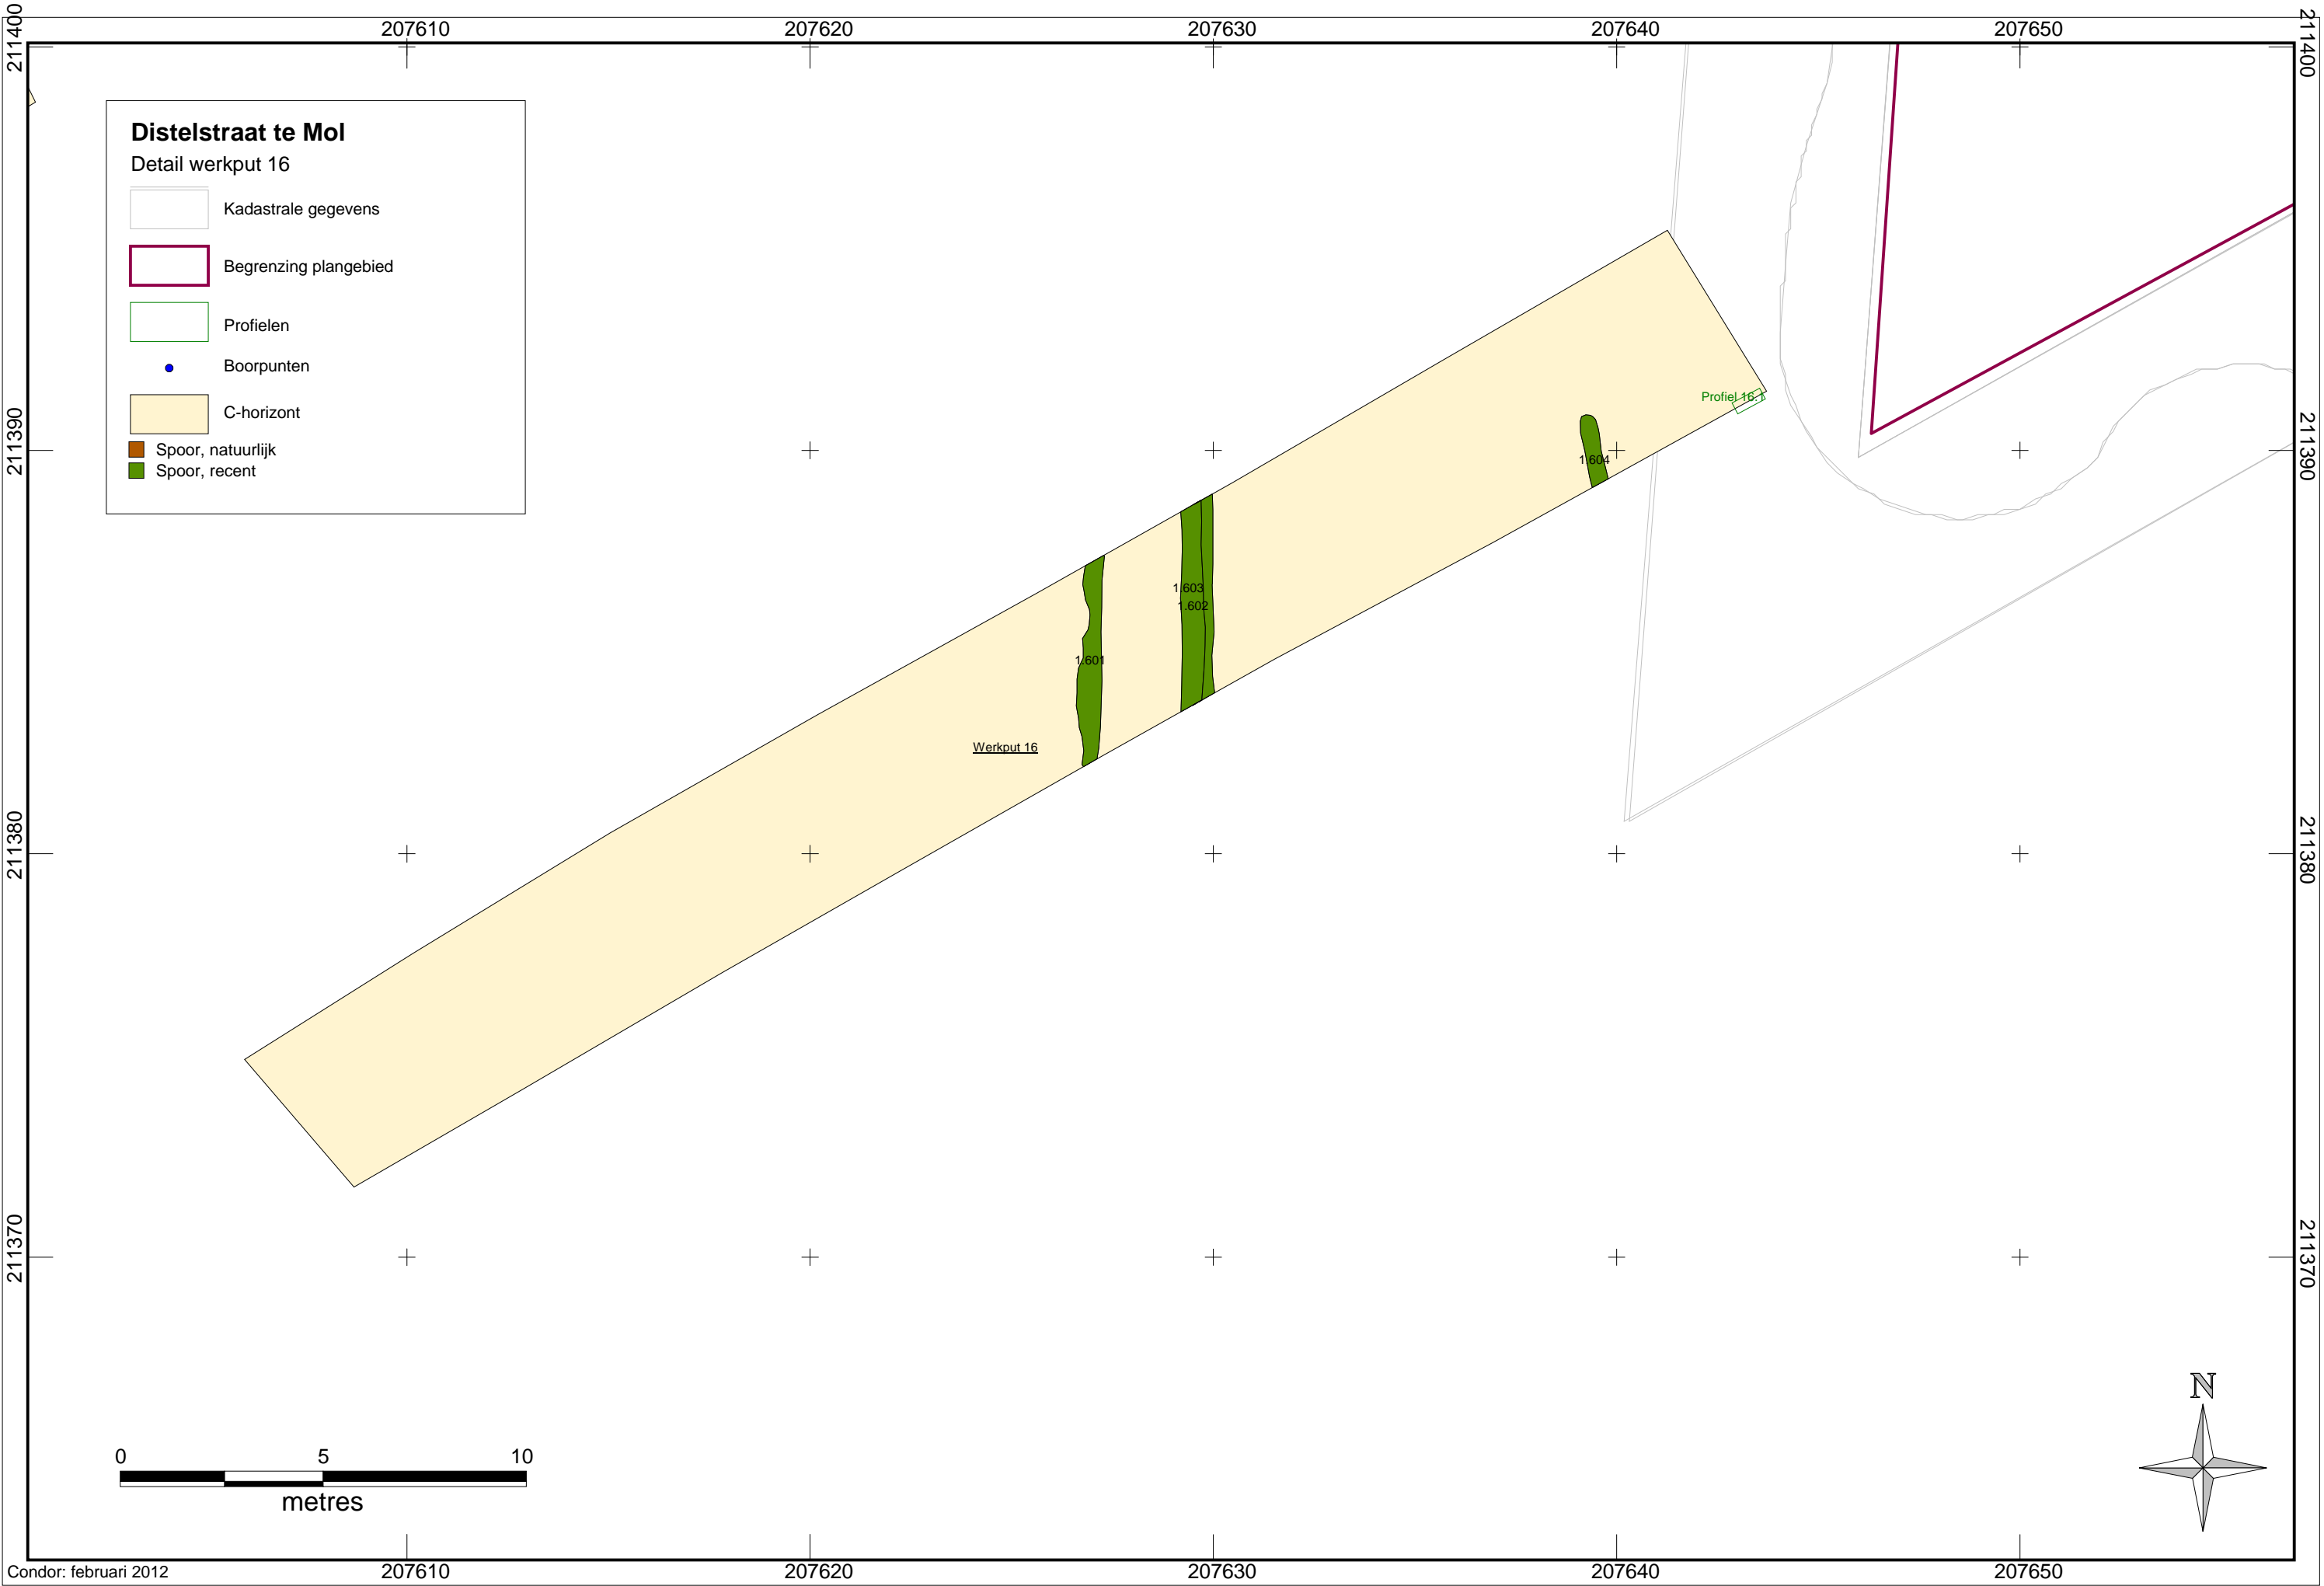 207610 207620 207630 207640 207650
211400
211400
Distelstraat te Mol
Detail werkput 16
Kadastrale gegevens
Begrenzing plangebied
Profielen
Boorpunten
C-horizont
Spoor, natuurlijk
Spoor, recent
Profiel 16.1
211390
211390
1.604
1.603
1.602
1.601
Werkput 16
211380
211380
211370
211370
N
0 5 10
metres
Condor: februari 2012
207610 207620 207630 207640 207650